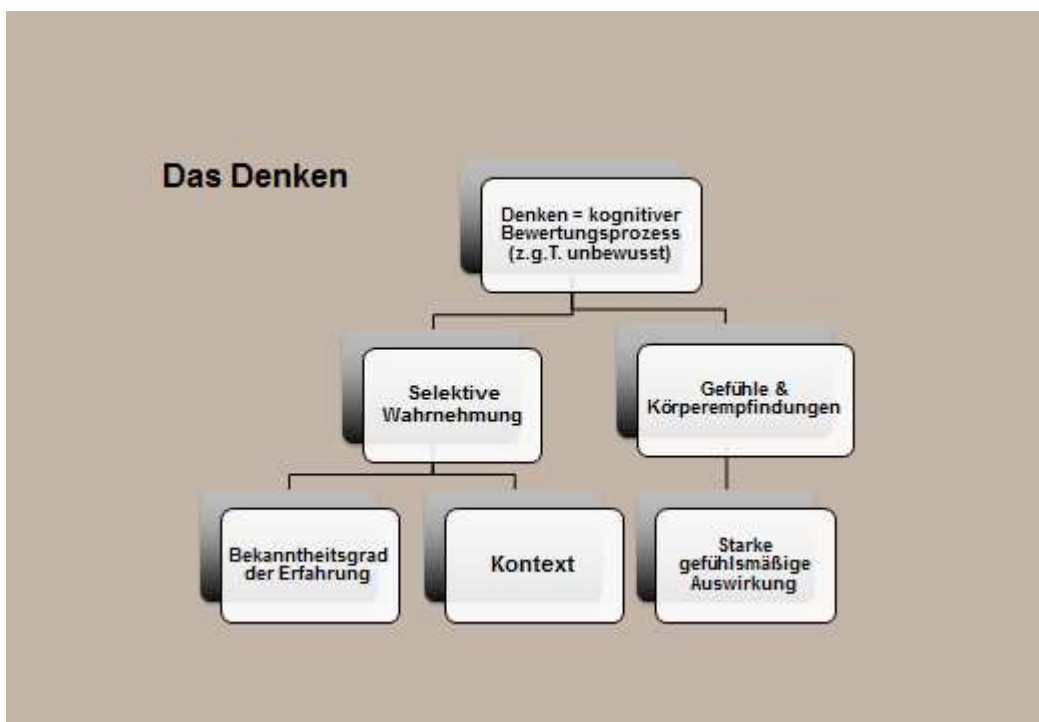 Das Denken
Denken = kognitiver
Bewertungsprozess
(z.g.T. unbewusst)
Selektive
Wahrnehmung
Gefühle &
Körperempfindungen
Bekanntheitsgrad
der Erfahrung
Kontext
Starke
gefühlsmäßige
Auswirkung